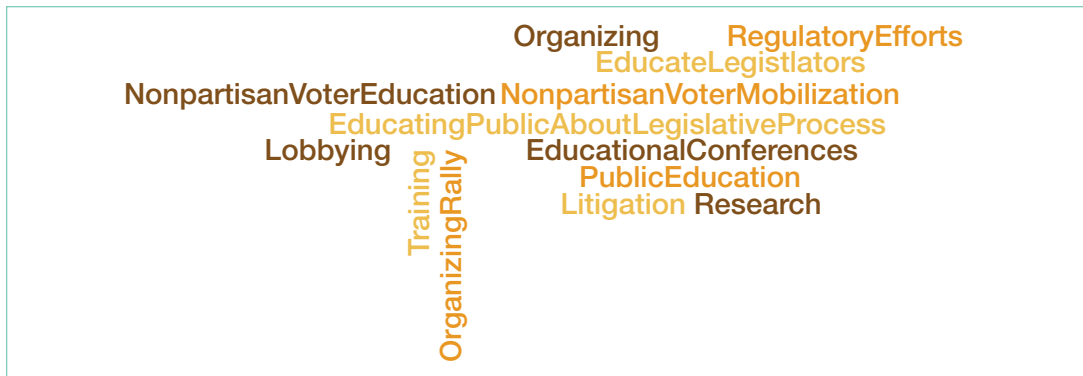 Organizing RegulatoryEfforts
EducateLegistlators
NonpartisanVoterEducation NonpartisanVoterMobilization
EducatingPublicAboutLegislativeProcess
Lobbying EducationalConferences
PublicEducation
Litigation Research
Training
OrganizingRally